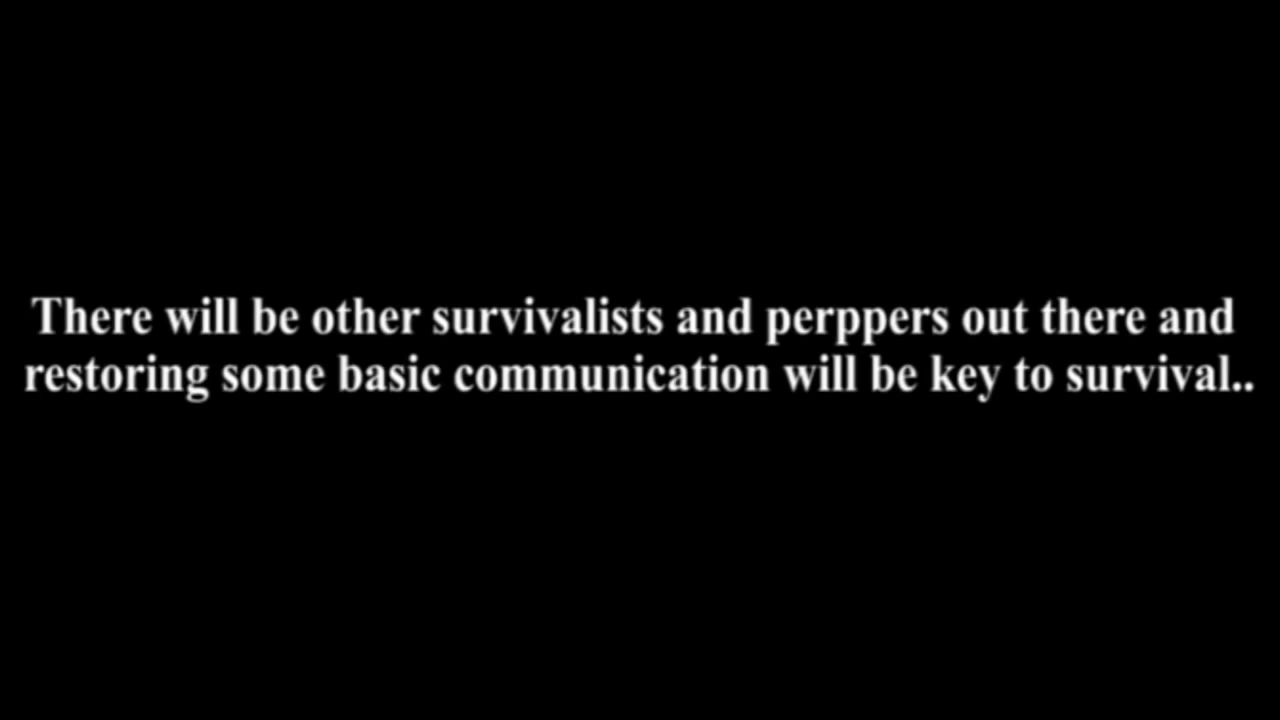 There will be other survivalists and perppers out there and
restoring some basic communication will be key to survival..